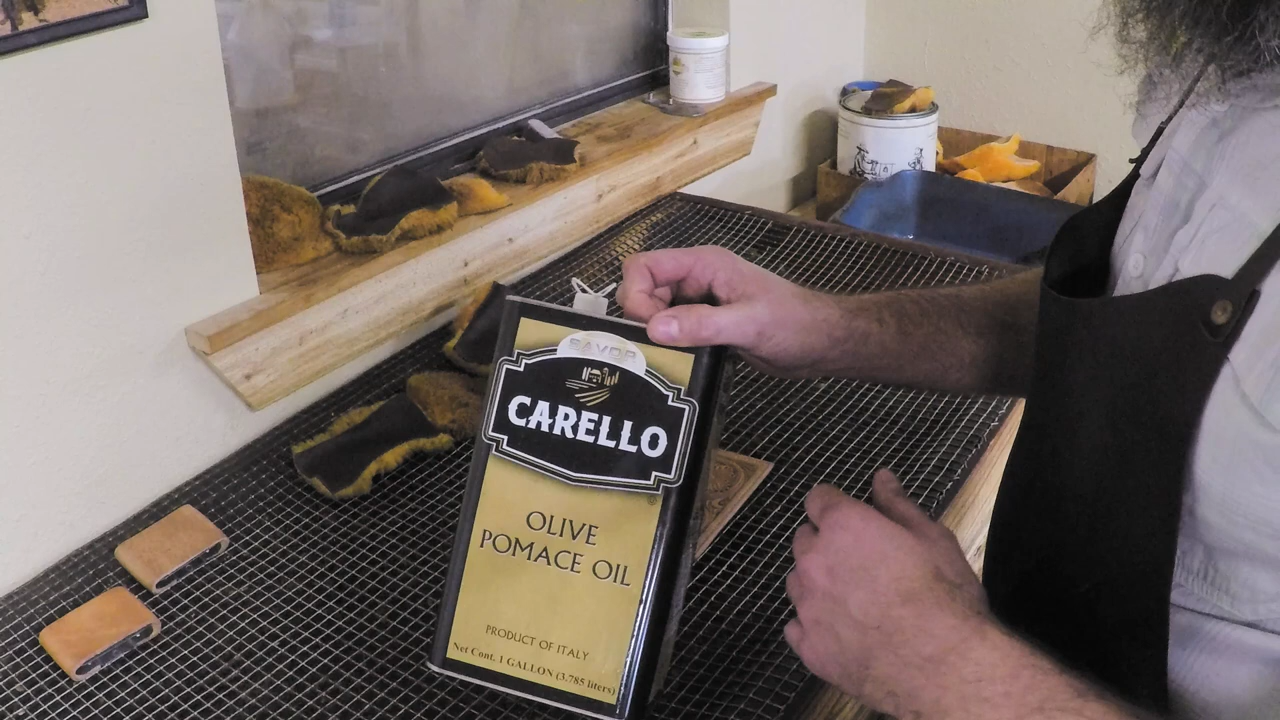 SAVOR
CARELLO
OLIVE
POMACE OIL
PRODUCT OF ITALY
Net Cont. 1 GALLON (3.785 liters)